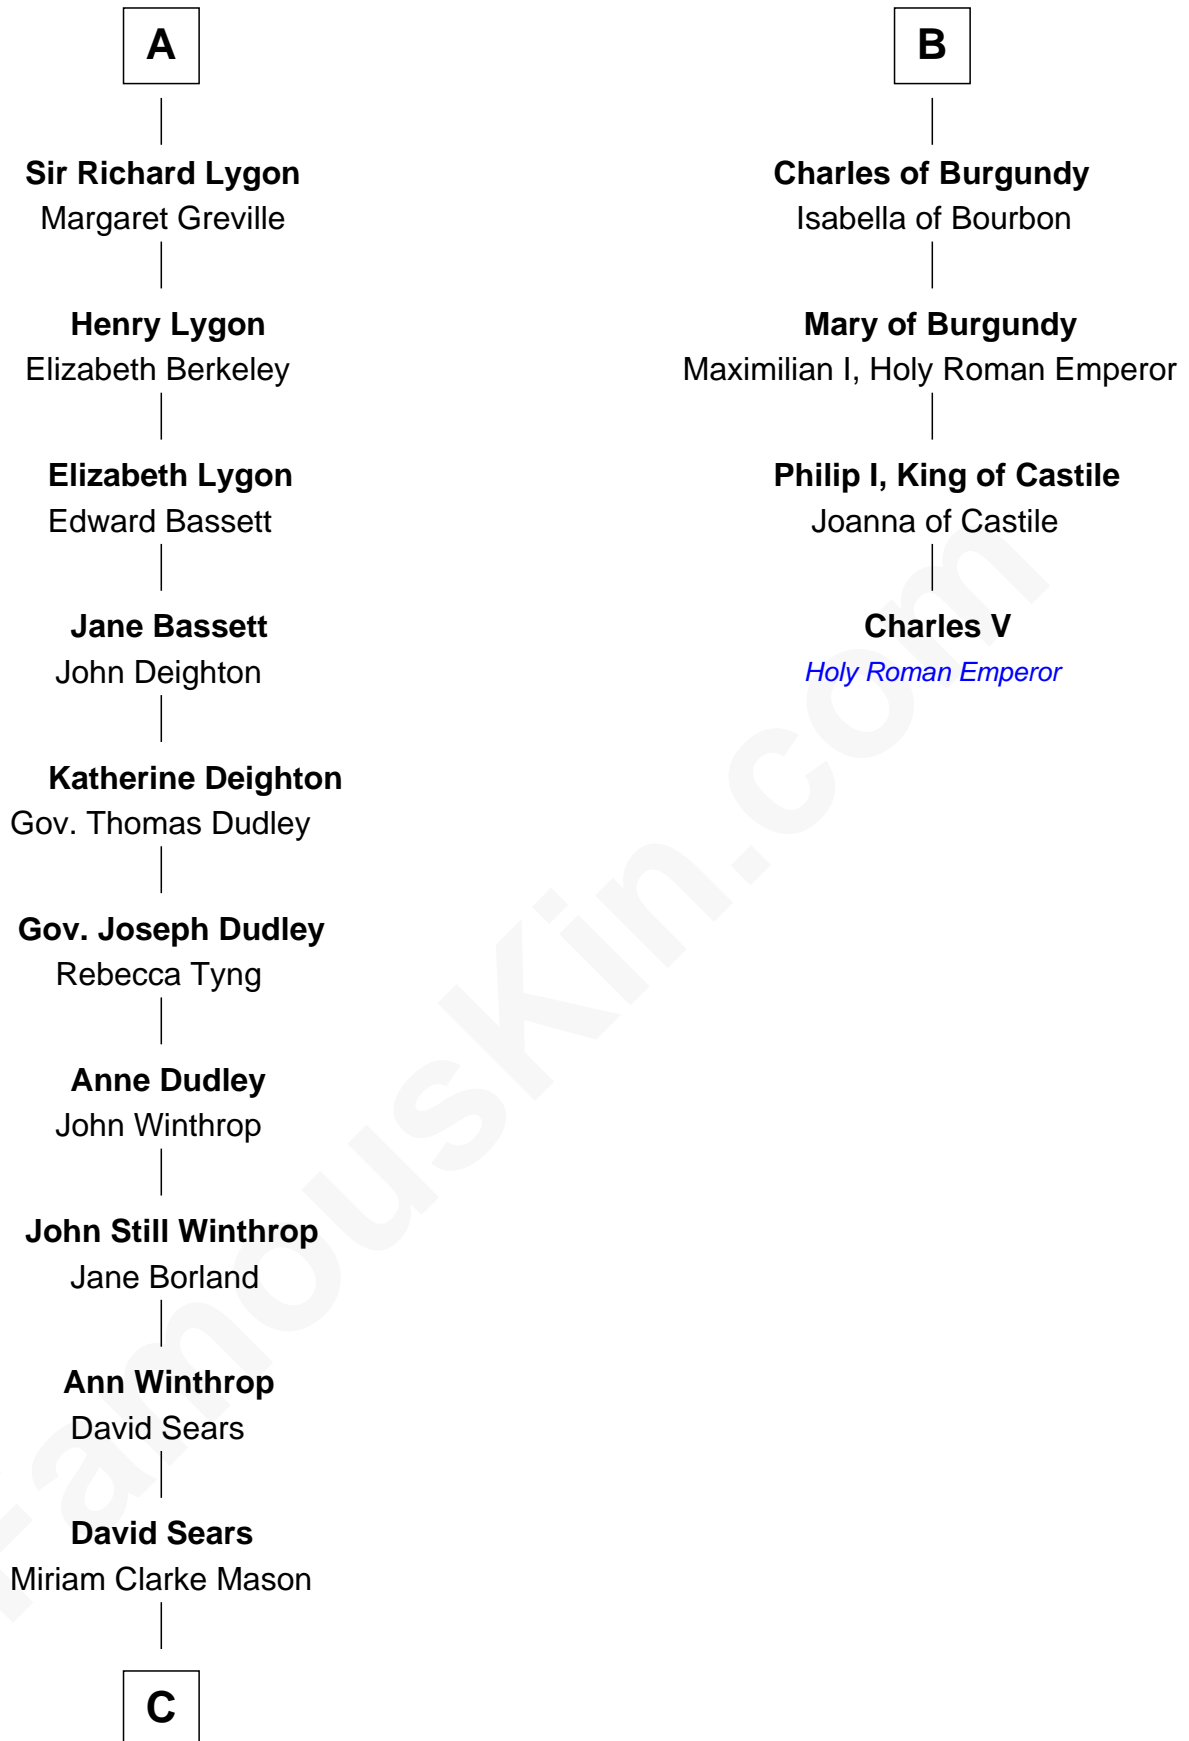 A
Sir Richard Lygon
Margaret Greville
Henry Lygon
Elizabeth Berkeley
Elizabeth Lygon
Edward Bassett
Jane Bassett
John Deighton
Katherine Deighton
Gov. Thomas Dudley
Gov. Joseph Dudley
Rebecca Tyng
Anne Dudley
John Winthrop
John Still Winthrop
Jane Borland
Ann Winthrop
David Sears
David Sears
Miriam Clarke Mason
C
B
Charles of Burgundy
Isabella of Bourbon
Mary of Burgundy
Maximilian I, Holy Roman Emperor
Philip I, King of Castile
Joanna of Castile
Charles V
Holy Roman Emperor
FamousKin.com